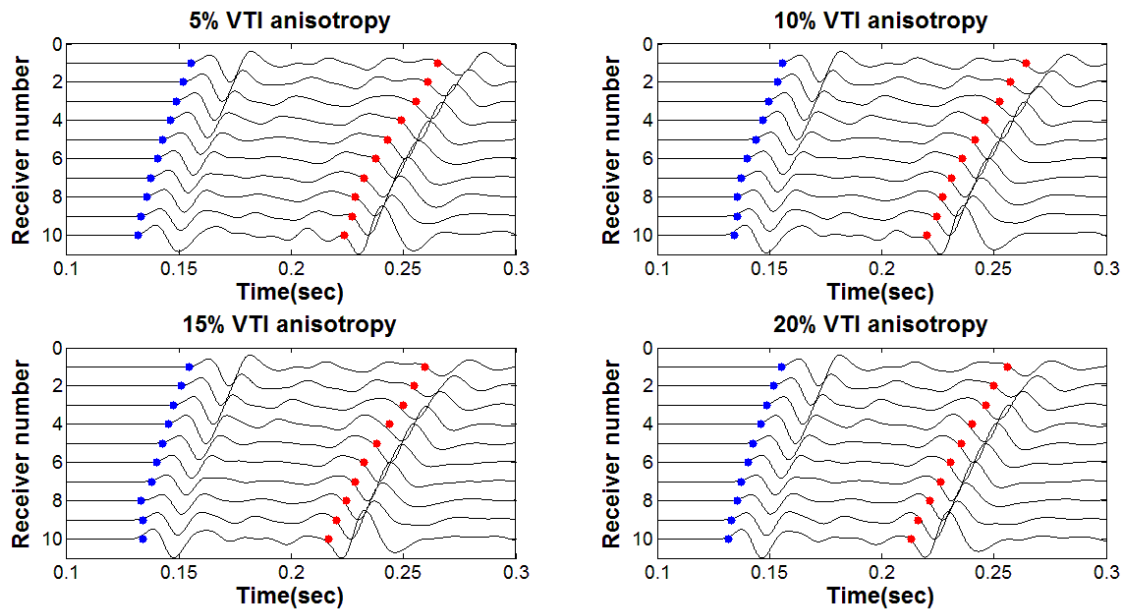 5% VTI anisotropy
Receiver number
0
2
4
6
8
10
0.1 0.15 0.2 0.25 0.3
Time(sec)
10% VTI anisotropy
Receiver number
0
2
4
6
8
10
0.1 0.15 0.2 0.25 0.3
Time(sec)
15% VTI anisotropy
Receiver number
0
2
4
6
8
10
0.1 0.15 0.2 0.25 0.3
Time(sec)
20% VTI anisotropy
Receiver number
0
2
4
6
8
10
0.1 0.15 0.2 0.25 0.3
Time(sec)